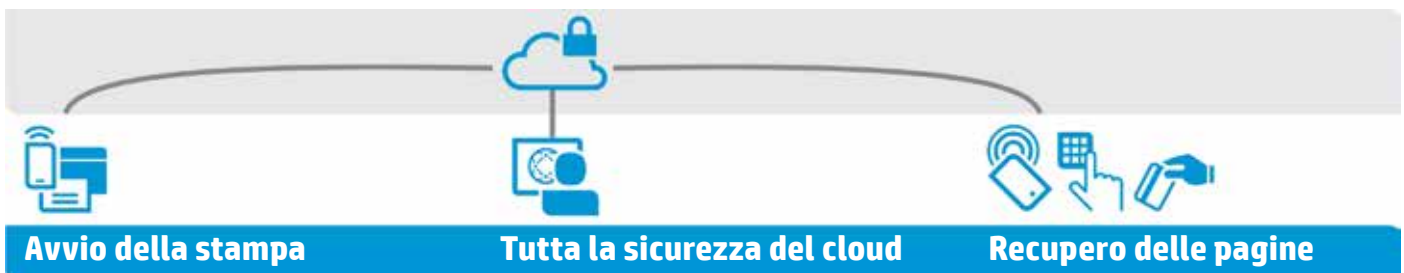 Avvio della stampa
Tutta la sicurezza del cloud
Recupero delle pagine